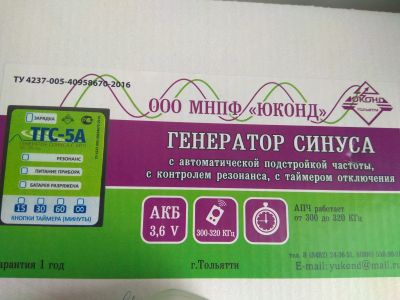 ТУ 4237-005-40958670-2016
ООО МНПФ «ЮКОНД»
ЮКОНД
ТОЛЬЯТТИ
ЗАРЯДКА
ТГС-5А
РЕЗОНАНС
ПИТАНИЕ ПРИБОРА
БАТАРЕЯ РАЗРЯЖЕНА
15 30 60 ∞
КНОПКИ ТАЙМЕРА (МИНУТЫ)
ГЕНЕРАТОР СИНУСА
с автоматической подстройкой частоты,
с контролем резонанса, с таймером отключения
АКБ
3,6 V
300-320 КГц
АПЧ работает
от 300 до 320 КГц
арантия 1 год
г.Тольятти
E-mail: yukond@mail.ru